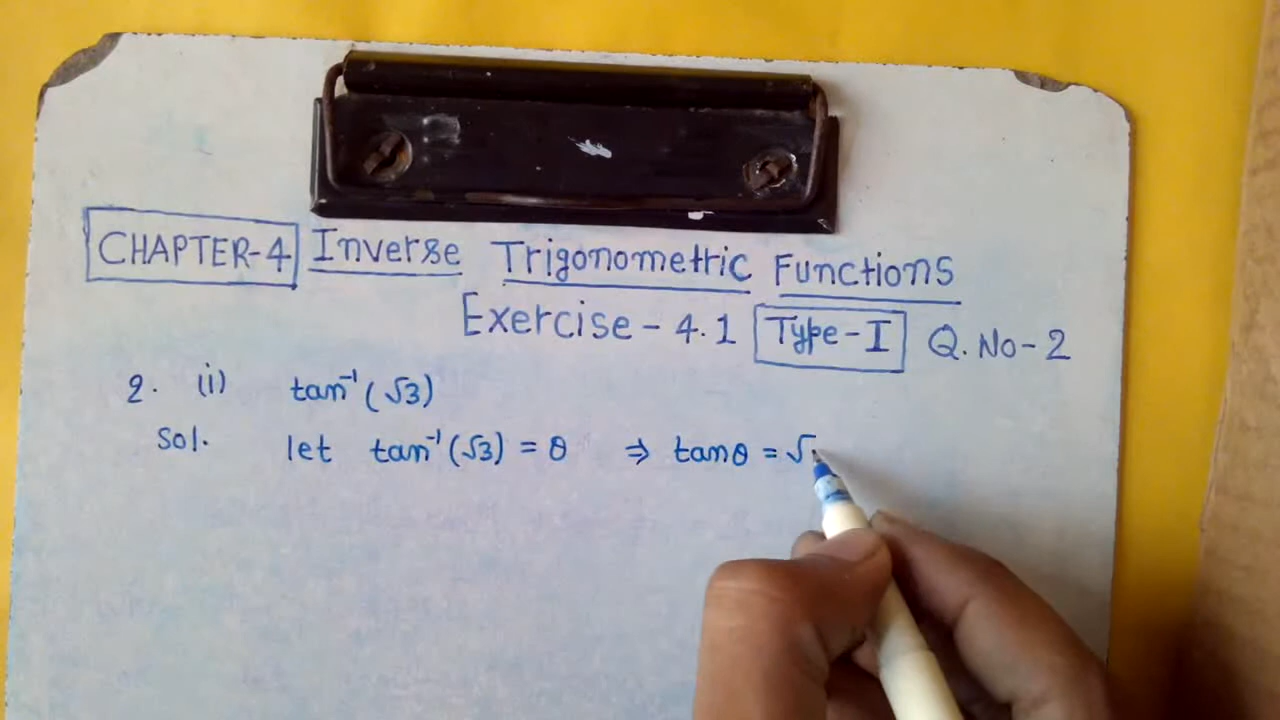 CHAPTER-4 Inverse Trigonometric Functions
Exercise - 4.1 Type-I Q. No-2
2. (i) tan⁻¹(√3)
Sol. let tan⁻¹(√3) = θ ⇒ tanθ = √